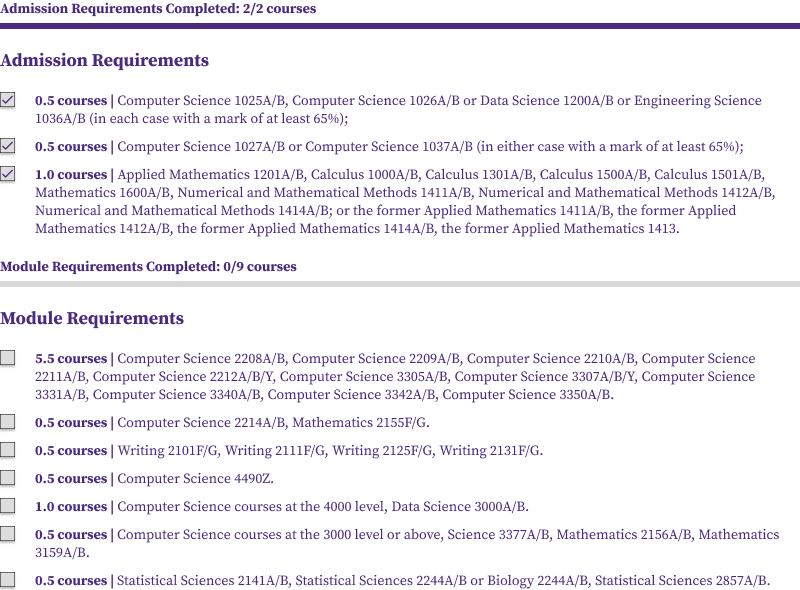 Admission Requirements Completed: 2/2 courses
Admission Requirements
0.5 courses | Computer Science 1025A/B, Computer Science 1026A/B or Data Science 1200A/B or Engineering Science
1036A/B (in each case with a mark of at least 65%);
0.5 courses | Computer Science 1027A/B or Computer Science 1037A/B (in either case with a mark of at least 65%);
1.0 courses | Applied Mathematics 1201A/B, Calculus 1000A/B, Calculus 1301A/B, Calculus 1500A/B, Calculus 1501A/B,
Mathematics 1600A/B, Numerical and Mathematical Methods 1411A/B, Numerical and Mathematical Methods 1412A/B,
Numerical and Mathematical Methods 1414A/B; or the former Applied Mathematics 1411A/B, the former Applied
Mathematics 1412A/B, the former Applied Mathematics 1414A/B, the former Applied Mathematics 1413.
Module Requirements Completed: 0/9 courses
Module Requirements
5.5 courses | Computer Science 2208A/B, Computer Science 2209A/B, Computer Science 2210A/B, Computer Science
2211A/B, Computer Science 2212A/B/Y, Computer Science 3305A/B, Computer Science 3307A/B/Y, Computer Science
3331A/B, Computer Science 3340A/B, Computer Science 3342A/B, Computer Science 3350A/B.
0.5 courses | Computer Science 2214A/B, Mathematics 2155F/G.
0.5 courses | Writing 2101F/G, Writing 2111F/G, Writing 2125F/G, Writing 2131F/G.
0.5 courses | Computer Science 4490Z.
1.0 courses | Computer Science courses at the 4000 level, Data Science 3000A/B.
0.5 courses | Computer Science courses at the 3000 level or above, Science 3377A/B, Mathematics 2156A/B, Mathematics
3159A/B.
0.5 courses | Statistical Sciences 2141A/B, Statistical Sciences 2244A/B or Biology 2244A/B, Statistical Sciences 2857A/B.